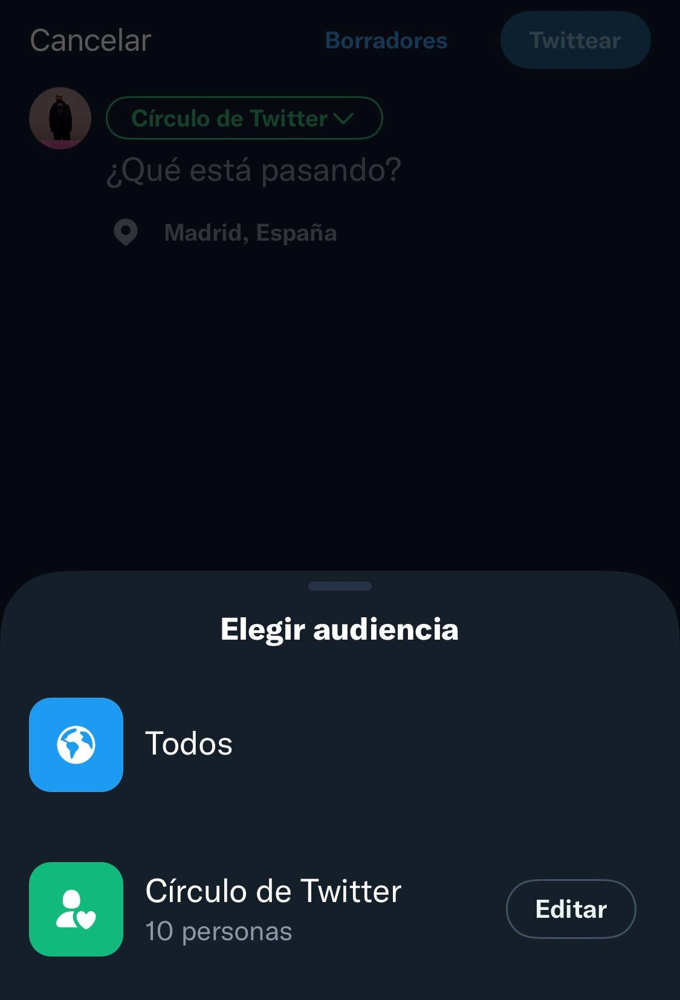 Cancelar Borradores Twittear
Círculo de Twitter
¿Qué está pasando?
Madrid, España
Elegir audiencia
Todos
Círculo de Twitter
10 personas
Editar